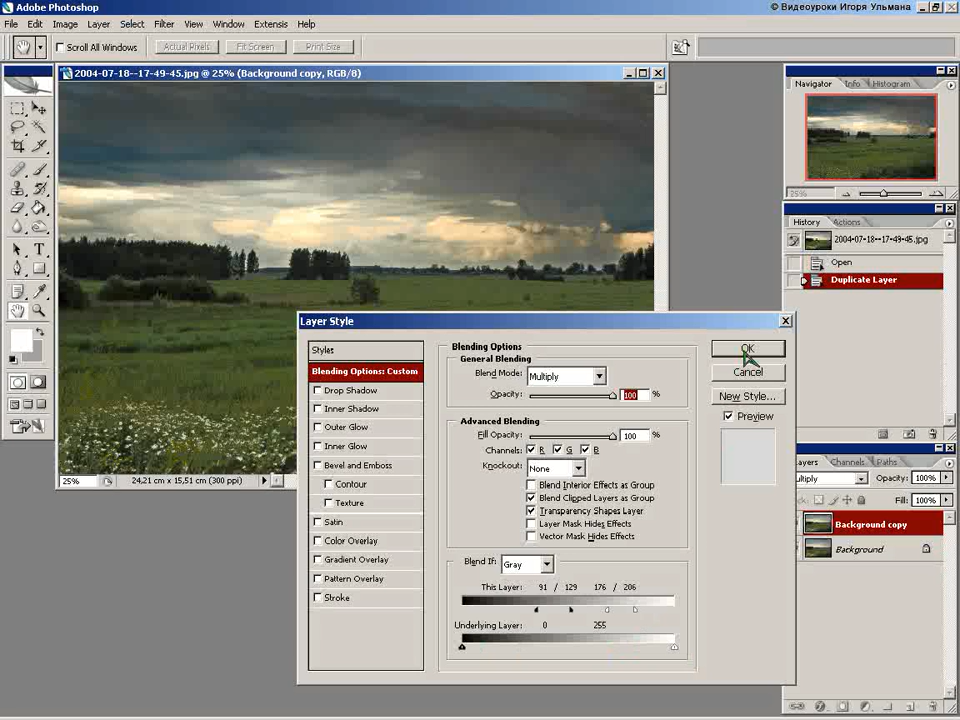 Adobe Photoshop
© Видеоуроки Игоря Ульмана
File Edit Image Layer Select Filter View Window Extensis Help
Scroll All Windows Actual Pixels Fit Screen Print Size
2004-07-18--17-49-45.jpg @ 25% (Background copy, RGB/8)
Navigator Info Histogram
25%
History Actions
2004-07-18--17-49-45.jpg
Open
Duplicate Layer
Layer Style
Styles
Blending Options: Custom
Drop Shadow
Inner Shadow
Outer Glow
Inner Glow
Bevel and Emboss
Contour
Texture
Satin
Color Overlay
Gradient Overlay
Pattern Overlay
Stroke
Blending Options
General Blending
Blend Mode: Multiply
Opacity: 100 %
Advanced Blending
Fill Opacity: 100 %
Channels: R G B
Knockout: None
Blend Interior Effects as Group
Blend Clipped Layers as Group
Transparency Shapes Layer
Layer Mask Hides Effects
Vector Mask Hides Effects
Blend If: Gray
This Layer: 91 / 129 176 / 206
Underlying Layer: 0 255
OK
Cancel
New Style...
Preview
25% 24,21 cm x 15,51 cm (300 ppi)
ayers Channels Paths
ultiply Opacity: 100%
Fill: 100%
Background copy
Background